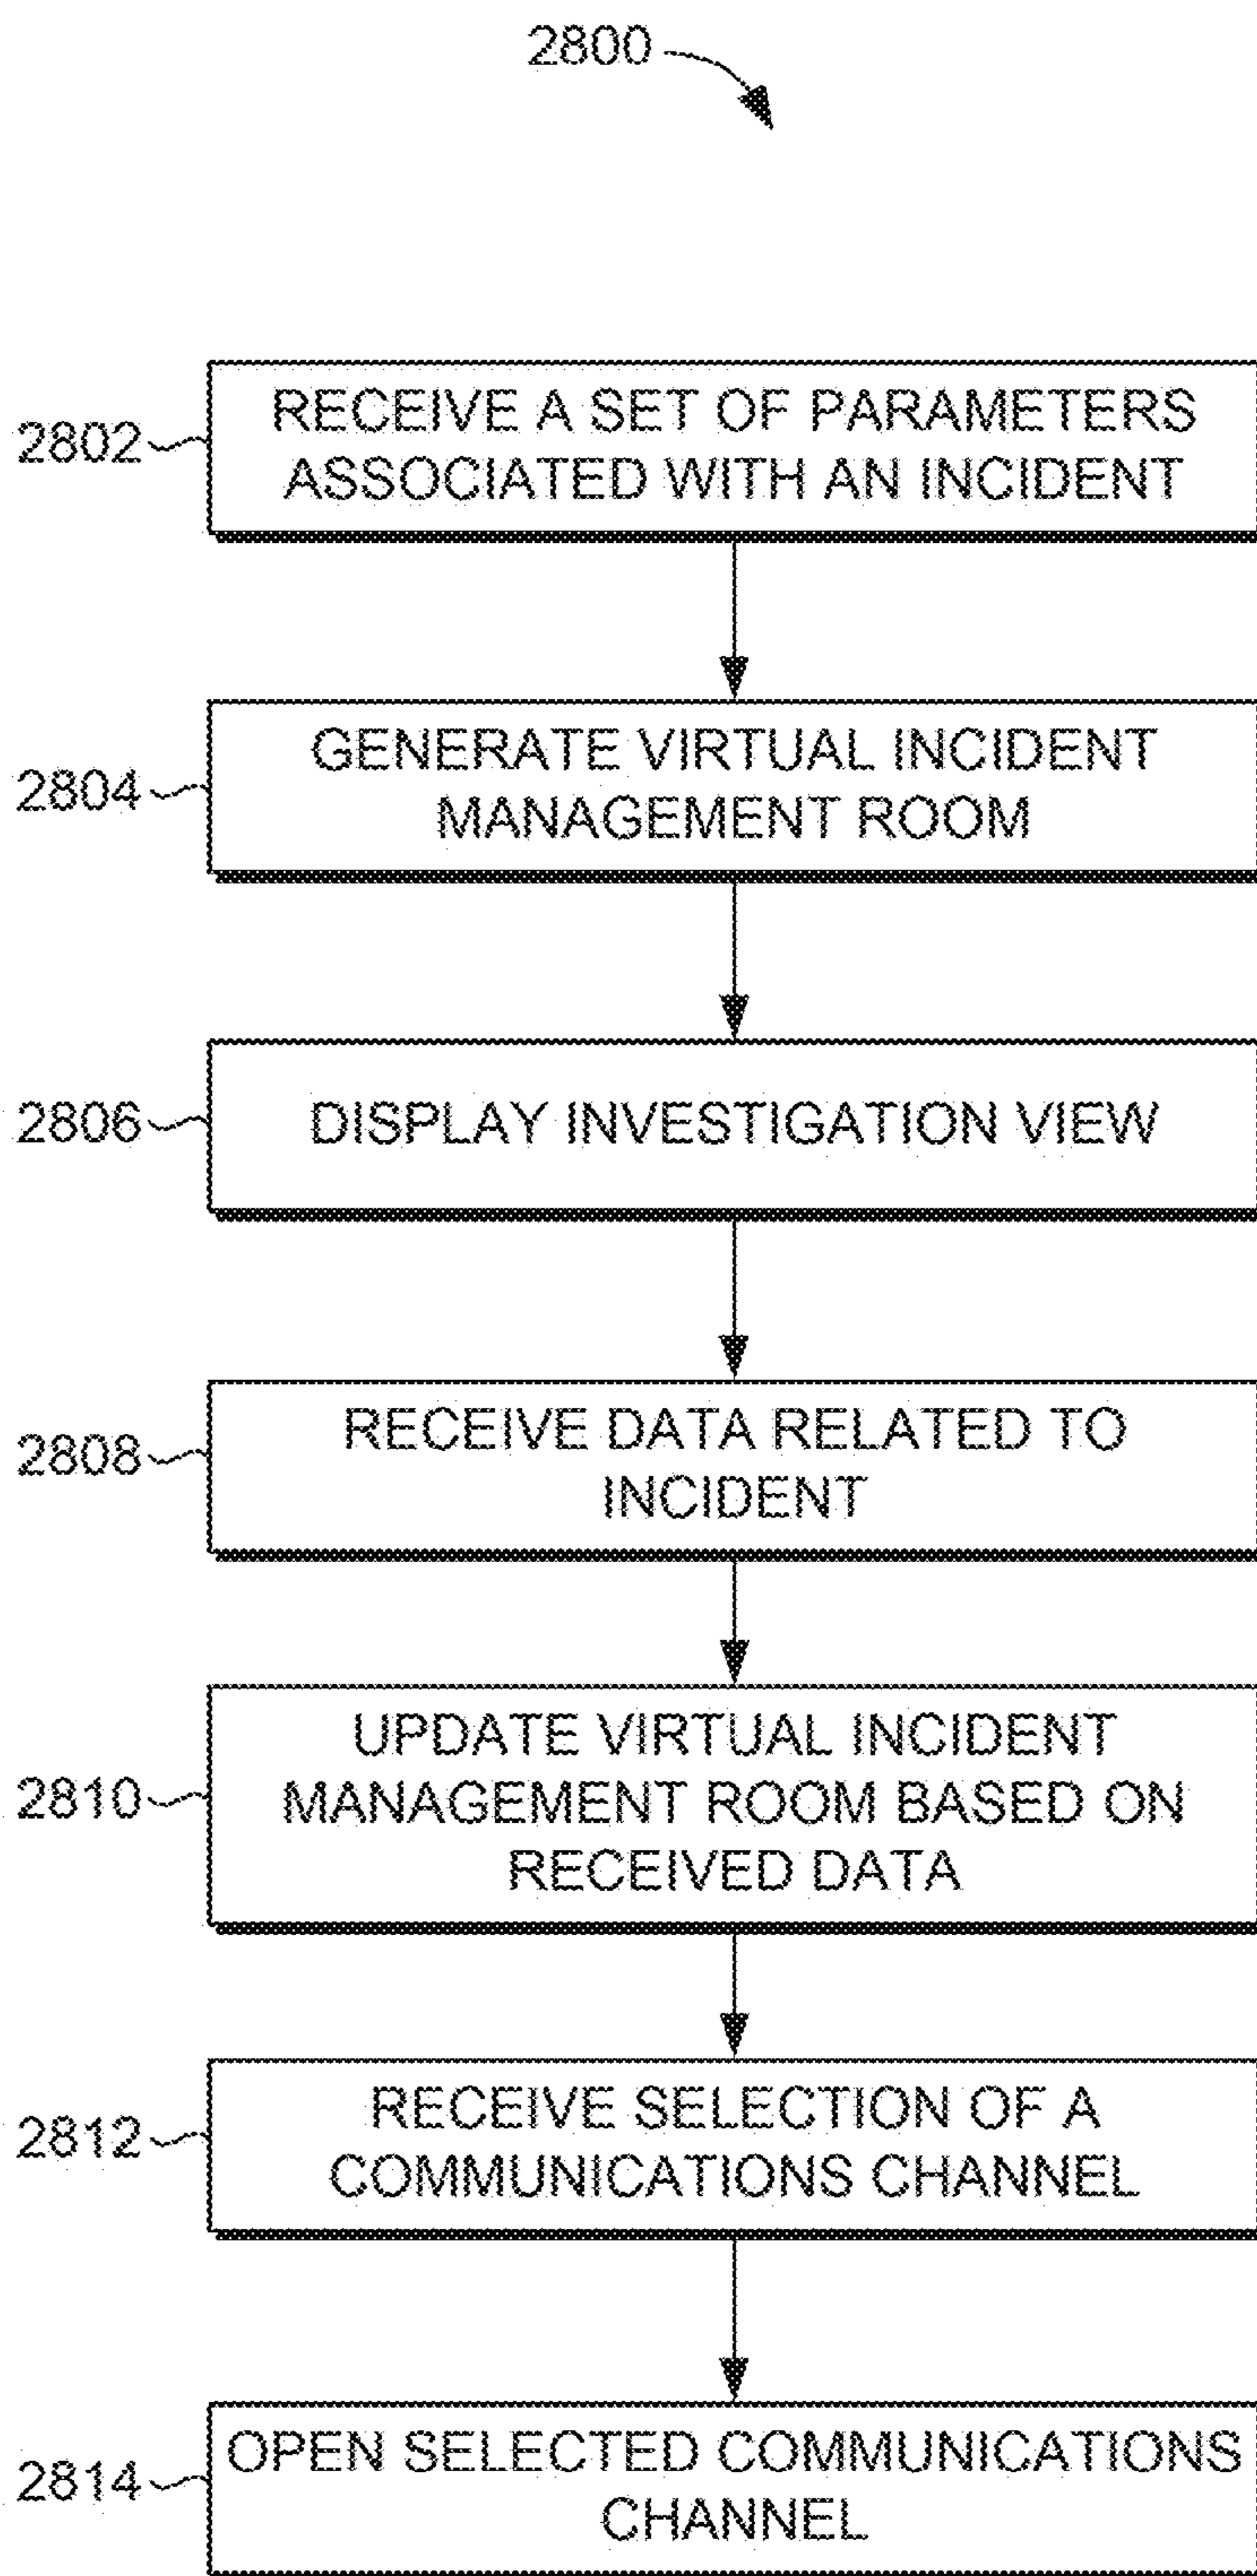 2800
2802
RECEIVE A SET OF PARAMETERS
ASSOCIATED WITH AN INCIDENT
2804
GENERATE VIRTUAL INCIDENT
MANAGEMENT ROOM
2806
DISPLAY INVESTIGATION VIEW
2808
RECEIVE DATA RELATED TO
INCIDENT
2810
UPDATE VIRTUAL INCIDENT
MANAGEMENT ROOM BASED ON
RECEIVED DATA
2812
RECEIVE SELECTION OF A
COMMUNICATIONS CHANNEL
2814
OPEN SELECTED COMMUNICATIONS
CHANNEL